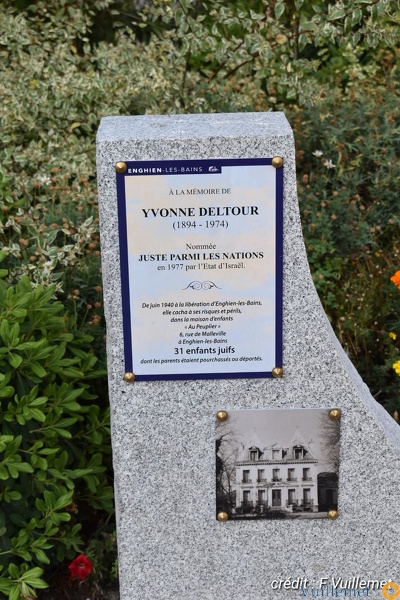 ENGHIEN-LES-BAINS
À LA MÉMOIRE DE
YVONNE DELTOUR
(1894 - 1974)
Nommée
JUSTE PARMI LES NATIONS
en 1977 par l'Etat d'Israël.
De juin 1940 à la libération d'Enghien-les-Bains,
elle cacha à ses risques et périls,
dans la maison d'enfants
« Au Peuplier »
6, rue de Malleville
à Enghien-les-Bains
31 enfants juifs
dont les parents étaient pourchassés ou déportés.
crédit : F Vuillemet